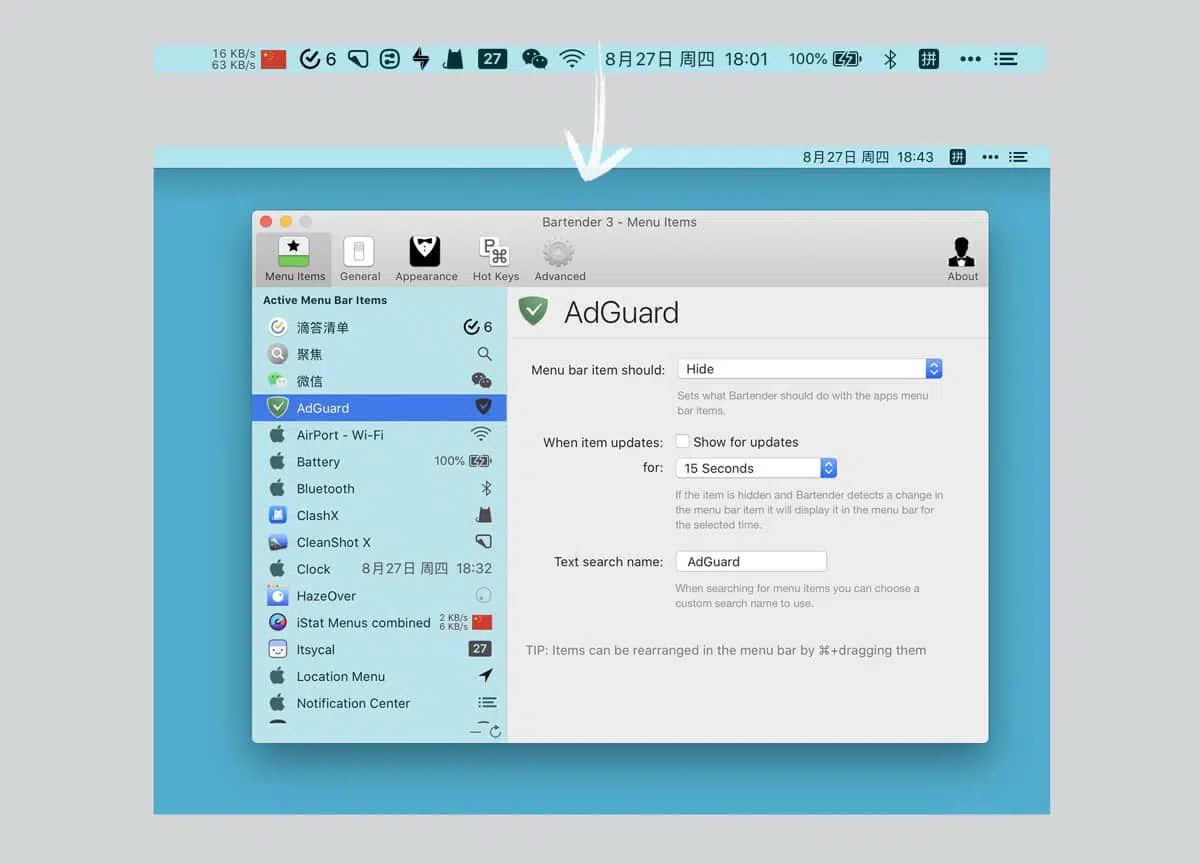 16 KB/s
63 KB/s
6
27
8月27日 周四 18:01
100%
拼
8月27日 周四 18:43
拼
Bartender 3 - Menu Items
Menu Items
General
Appearance
Hot Keys
Advanced
About
Active Menu Bar Items
滴答清单 6
聚焦
微信
AdGuard
AirPort - Wi-Fi
Battery 100%
Bluetooth
ClashX
CleanShot X
Clock 8月27日 周四 18:32
HazeOver
iStat Menus combined 2 KB/s
6 KB/s
Itsycal 27
Location Menu
Notification Center
AdGuard
Menu bar item should: Hide
Sets what Bartender should do with the apps menu
bar items.
When item updates: Show for updates
for: 15 Seconds
If the item is hidden and Bartender detects a change in
the menu bar item it will display it in the menu bar for
the selected time.
Text search name: AdGuard
When searching for menu items you can choose a
custom search name to use.
TIP: Items can be rearranged in the menu bar by ⌘+dragging them